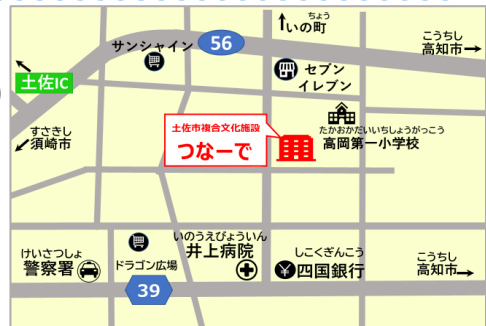 ちょう
いの町
サンシャイン
56
こうちし
高知市
セブン
イレブン
土佐IC
土佐市複合文化施設
つなーで
たかおかだいいちしょうがっこう
高岡第一小学校
すさきし
須崎市
いのうえびょういん
井上病院
けいさつしょ
警察署
ドラゴン広場
しこくぎんこう
¥四国銀行
こうちし
高知市
39